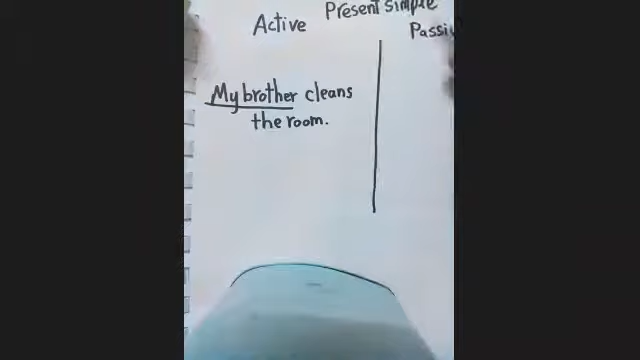 Present Simple
Active
My brother cleans
the room.